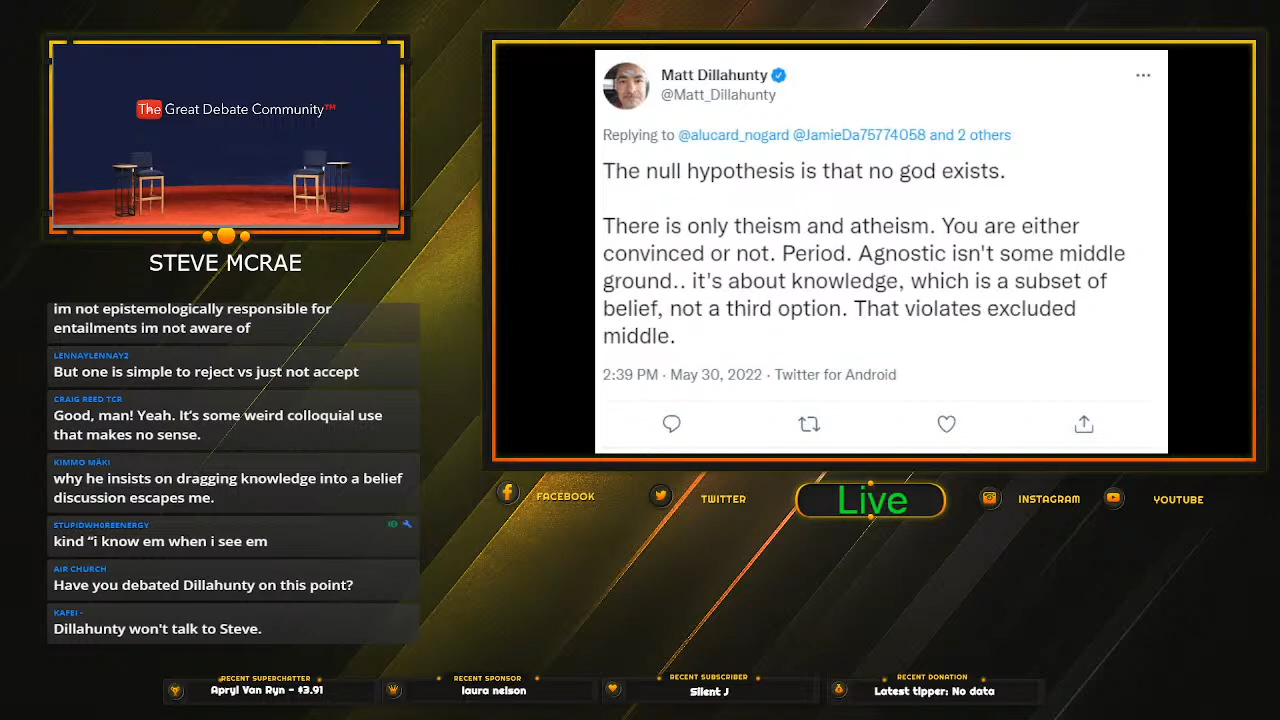 The Great Debate Community™
STEVE MCRAE
im not epistemologically responsible for
entailments im not aware of
LENNAYLENNAY2
But one is simple to reject vs just not accept
CRAIG REED TCR
Good, man! Yeah. It's some weird colloquial use
that makes no sense.
KIMMO MÄKI
why he insists on dragging knowledge into a belief
discussion escapes me.
STUPIDWH0REENERGY
kind “i know em when i see em
AIR CHURCH
Have you debated Dillahunty on this point?
KAFEI -
Dillahunty won't talk to Steve.
Matt Dillahunty
@Matt_Dillahunty
Replying to @alucard_nogard @JamieDa75774058 and 2 others
The null hypothesis is that no god exists.
There is only theism and atheism. You are either
convinced or not. Period. Agnostic isn't some middle
ground.. it's about knowledge, which is a subset of
belief, not a third option. That violates excluded
middle.
2:39 PM · May 30, 2022 · Twitter for Android
FACEBOOK
TWITTER
Live
INSTAGRAM
YOUTUBE
RECENT SUPERCHATTER
Apryl Van Ryn - $3.91
RECENT SPONSOR
laura nelson
RECENT SUBSCRIBER
Silent J
RECENT DONATION
Latest tipper: No data